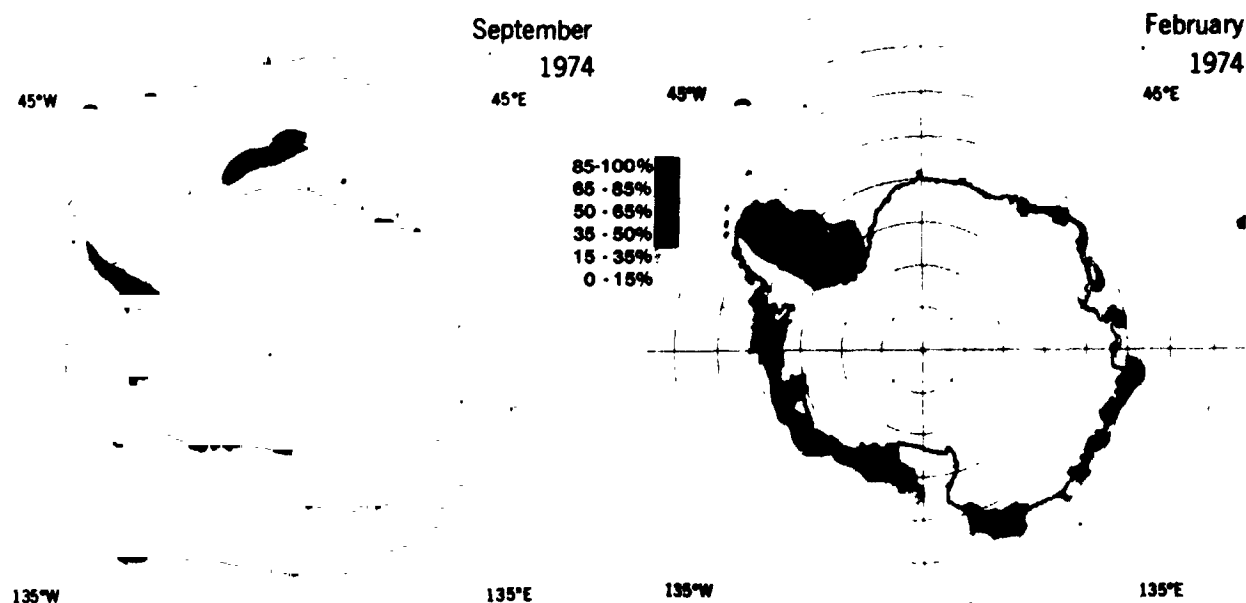 September
1974
45°W
45°E
135°W
135°E
85-100%
65 - 85%
50 - 65%
35 - 50%
15 - 35%
0 - 15%
February
1974
45°W
45°E
135°W
135°E